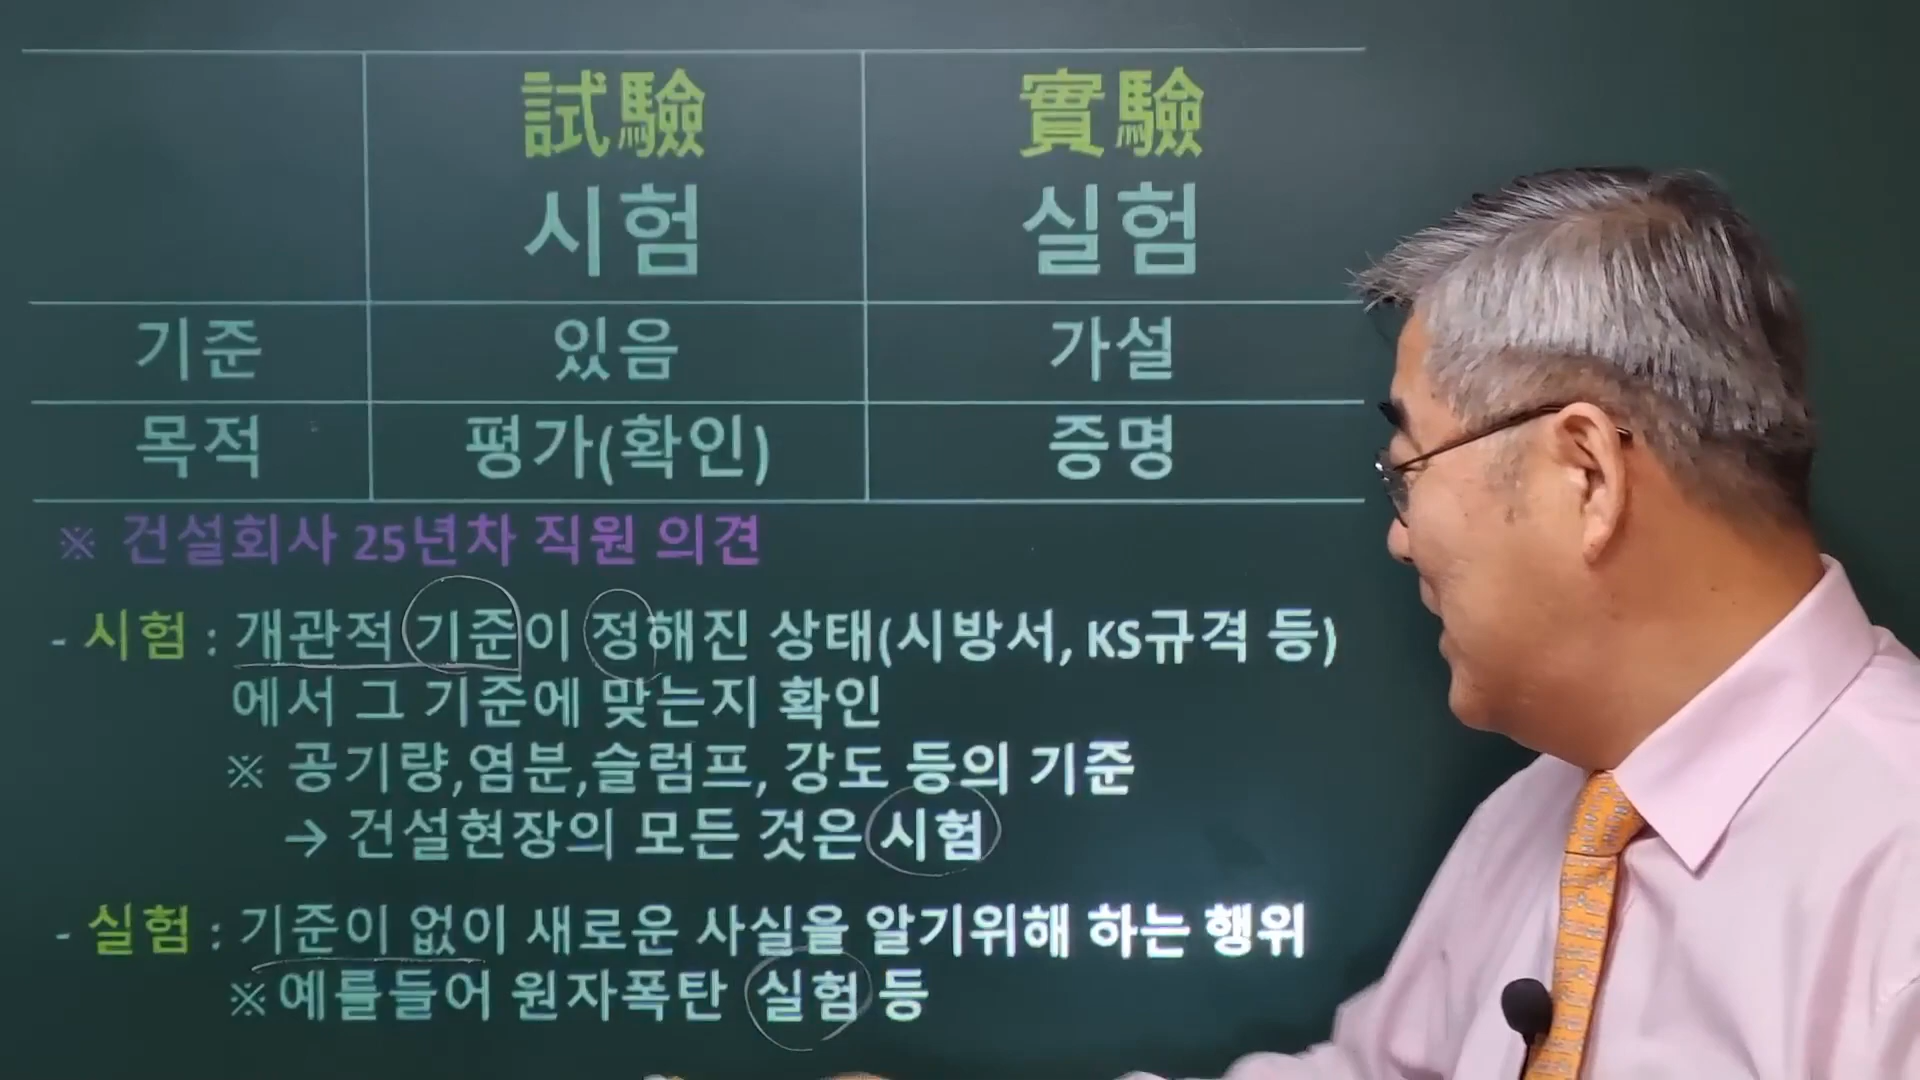 試驗 實驗
시험 실험
기준 있음 가설
목적 평가(확인) 증명
※ 건설회사 25년차 직원 의견
- 시험 : 개관적 기준이 정해진 상태(시방서, KS규격 등)
에서 그 기준에 맞는지 확인
※ 공기량,염분,슬럼프, 강도 등의 기준
→ 건설현장의 모든 것은 시험
- 실험 : 기준이 없이 새로운 사실을 알기위해 하는 행위
※예를들어 원자폭탄 실험 등